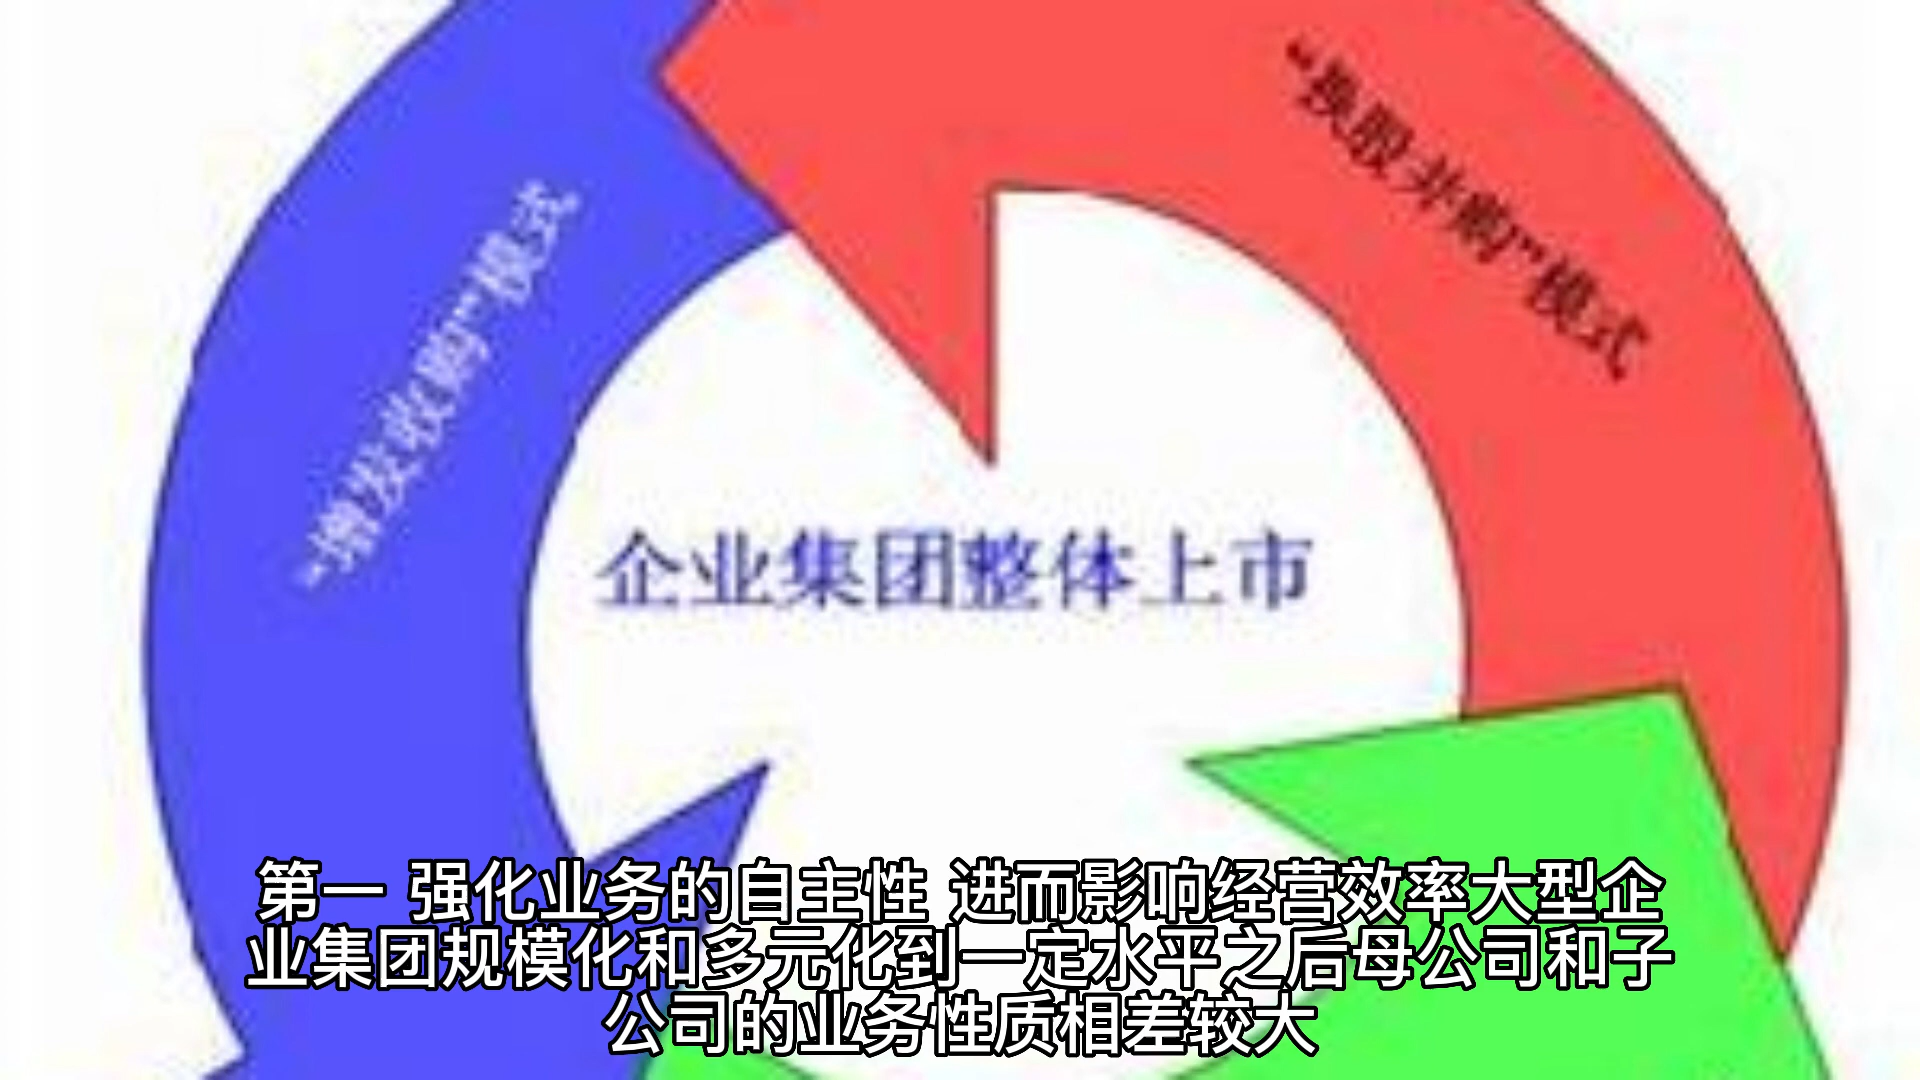 “换股并购”模式
“增发收购”模式
企业集团整体上市
第一 强化业务的自主性 进而影响经营效率大型企
业集团规模化和多元化到一定水平之后母公司和子
公司的业务性质相差较大